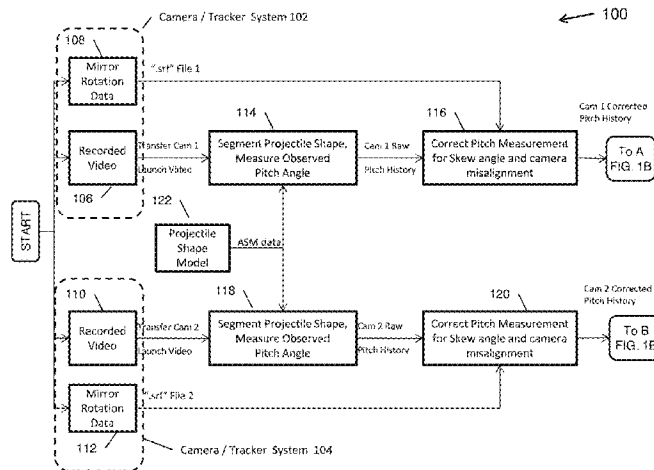 Camera / Tracker System 102
100
108
Mirror
Rotation
Data
".srf" File 1
114
116
Cam 1 Corrected
Pitch History
Recorded
Video
Transfer Cam 1
Launch Video
Segment Projectile Shape,
Measure Observed
Pitch Angle
Cam 1 Raw
Pitch History
Correct Pitch Measurement
for Skew angle and camera
misalignment
To A
FIG. 1B
106
122
START
Projectile
Shape
Model
ASM data
110
118
120
Cam 2 Corrected
Pitch History
Recorded
Video
Transfer Cam 2
Launch Video
Segment Projectile Shape,
Measure Observed
Pitch Angle
Cam 2 Raw
Pitch History
Correct Pitch Measurement
for Skew angle and camera
misalignment
To B
FIG. 1B
Mirror
Rotation
Data
".srf" File 2
112
Camera / Tracker System 104